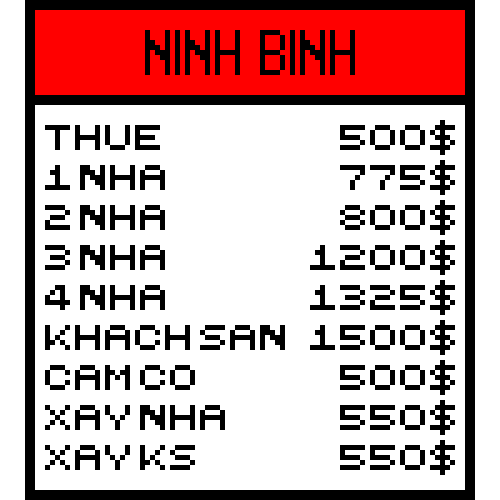 NINH BINH
THUE 500$
1 NHA 775$
2 NHA 800$
3 NHA 1200$
4 NHA 1325$
KHACH SAN 1500$
CAM CO 500$
XAY NHA 550$
XAY KS 550$